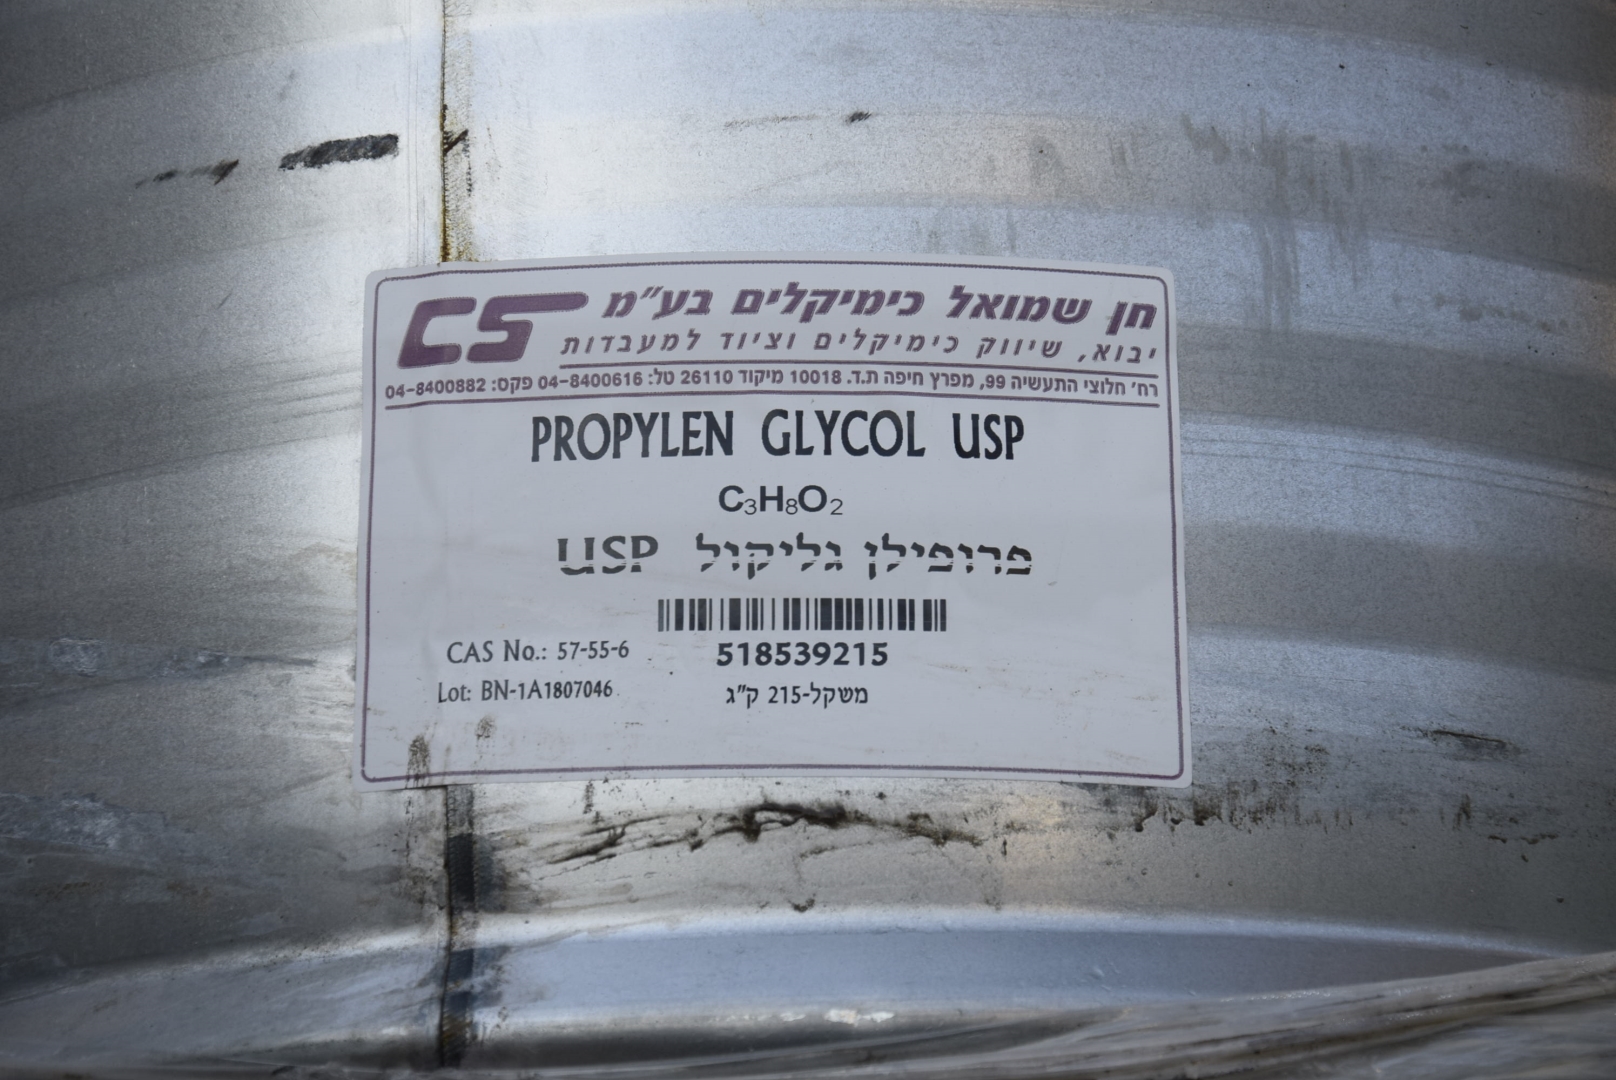 CS חן שמואל כימיקלים בע"מ
יבוא, שיווק כימיקלים וציוד למעבדות
רח' חלוצי התעשיה 99, מפרץ חיפה ת.ד. 10018 מיקוד 26110 טל: 04-8400616 פקס: 04-8400882
PROPYLEN GLYCOL USP
C₃H₈O₂
פרופילן גליקול USP
518539215
CAS No.: 57-55-6
Lot: BN-1A1807046
משקל-215 ק"ג